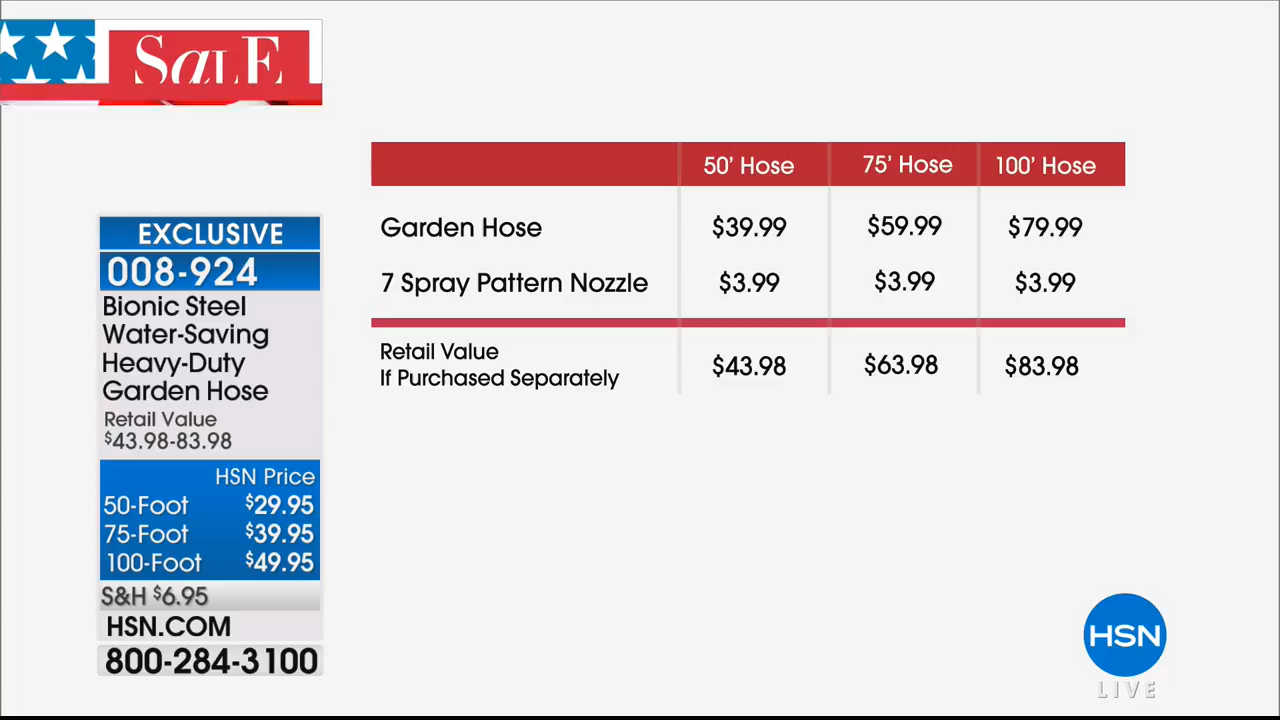 SaLE
50’ Hose 75’ Hose 100’ Hose
Garden Hose $39.99 $59.99 $79.99
7 Spray Pattern Nozzle $3.99 $3.99 $3.99
Retail Value
If Purchased Separately $43.98 $63.98 $83.98
EXCLUSIVE
008-924
Bionic Steel
Water-Saving
Heavy-Duty
Garden Hose
Retail Value
$43.98-83.98
HSN Price
50-Foot $29.95
75-Foot $39.95
100-Foot $49.95
S&H $6.95
HSN.COM
800-284-3100
HSN
LIVE